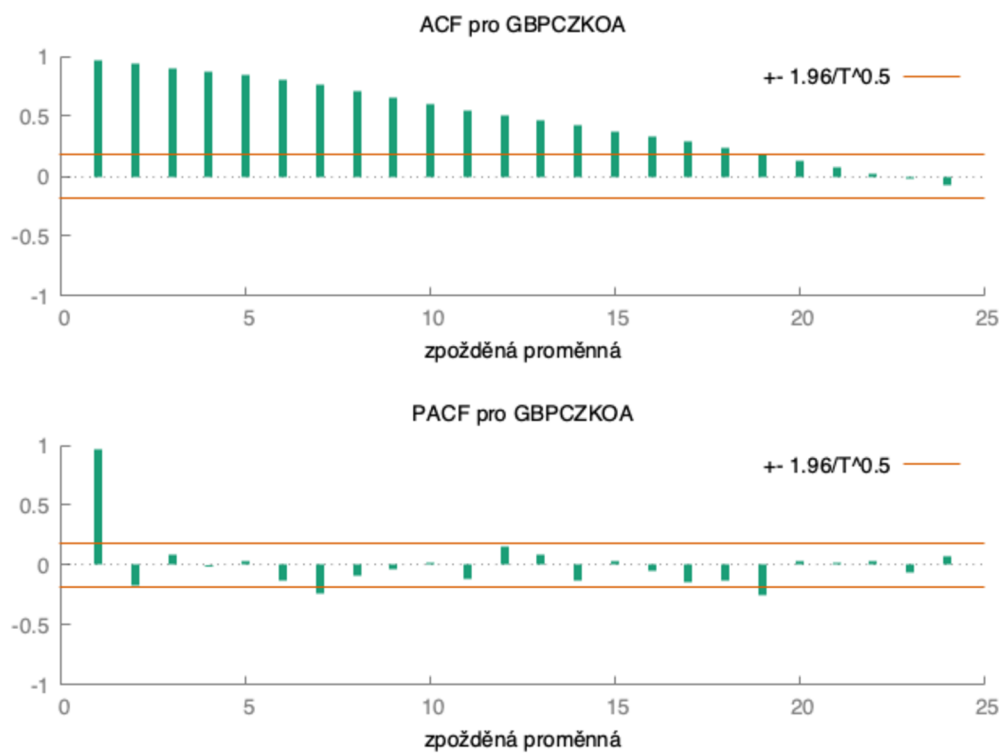 ACF pro GBPCZKOA
1
+- 1.96/T^0.5
0.5
0
-0.5
-1
0 5 10 15 20 25
zpožděná proměnná
PACF pro GBPCZKOA
1
+- 1.96/T^0.5
0.5
0
-0.5
-1
0 5 10 15 20 25
zpožděná proměnná